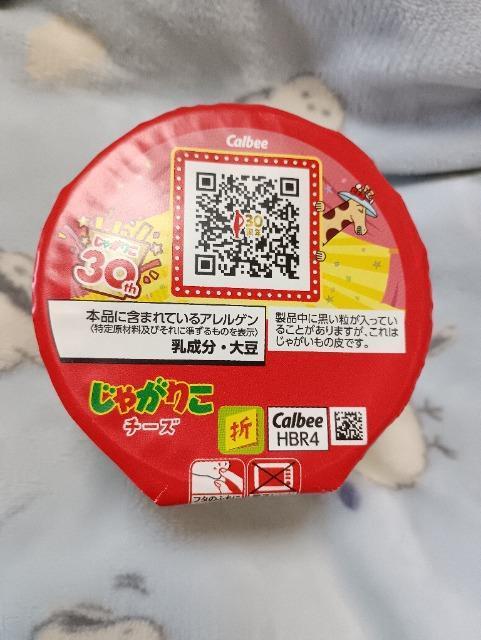 Calbee
30
周年
じゃがりこ
30th
本品に含まれているアレルゲン
(特定原材料及びそれに準ずるものを表示)
乳成分・大豆
製品中に黒い粒が入ってい
ることがありますが、これは
じゃがいもの皮です。
じゃがりこ
チーズ
折
Calbee
HBR4